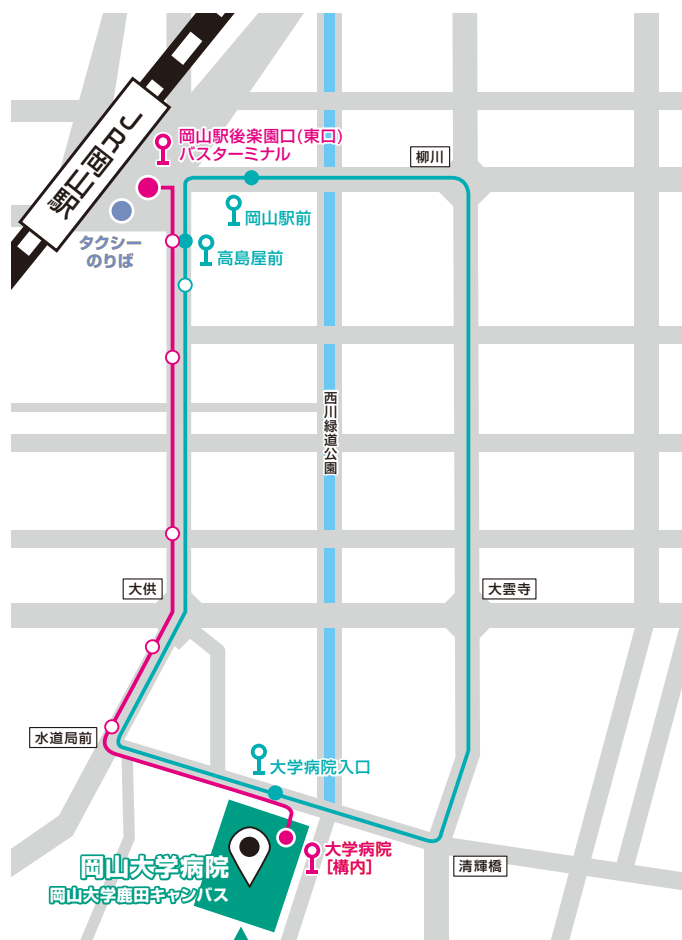 JR岡山駅
岡山駅後楽園口(東口)
バスターミナル
柳川
岡山駅前
タクシー
のりば
高島屋前
西川緑道公園
大供
大雲寺
水道局前
大学病院入口
大学病院
[構内]
岡山大学病院
岡山大学鹿田キャンパス
清輝橋